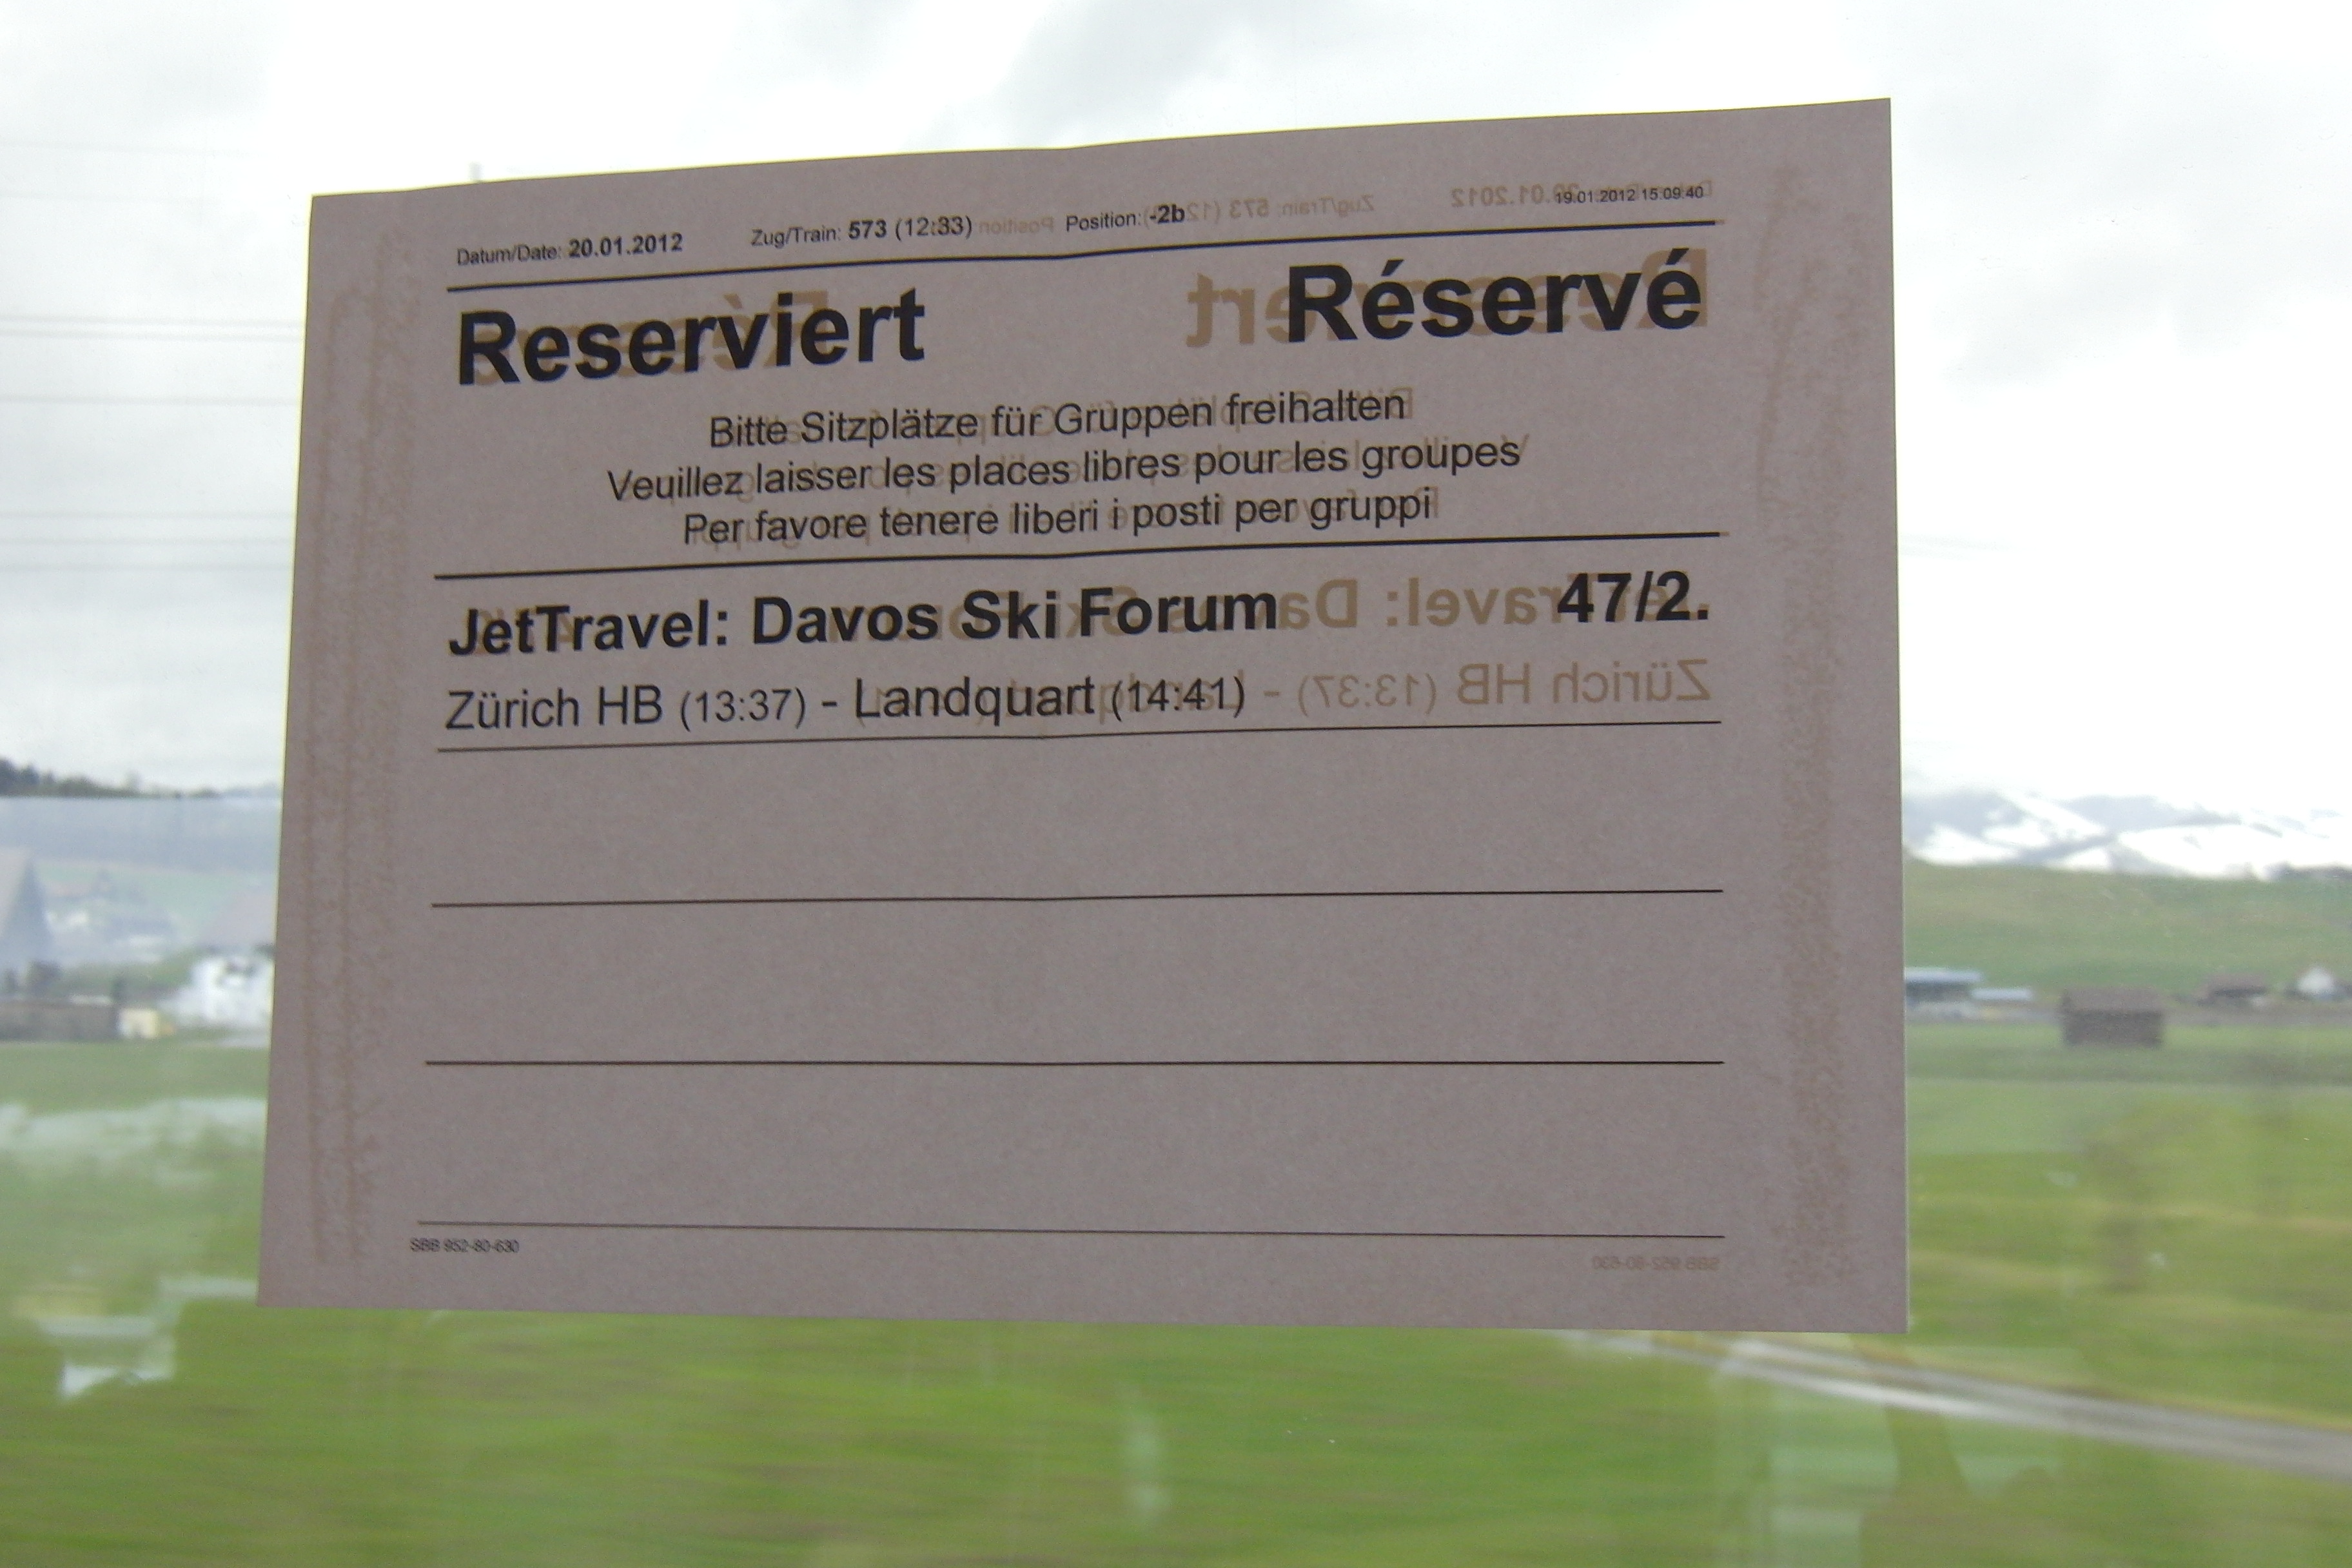 Datum/Date: 20.01.2012 Zug/Train: 573 (12:33) Position: -2b 19.01.2012 15:09:40
Reserviert Réservé
Bitte Sitzplätze für Gruppen freihalten
Veuillez laisser les places libres pour les groupes
Per favore tenere liberi i posti per gruppi
JetTravel: Davos Ski Forum 47/2.
Zürich HB (13:37) - Landquart (14:41)
SBB 952-80-630